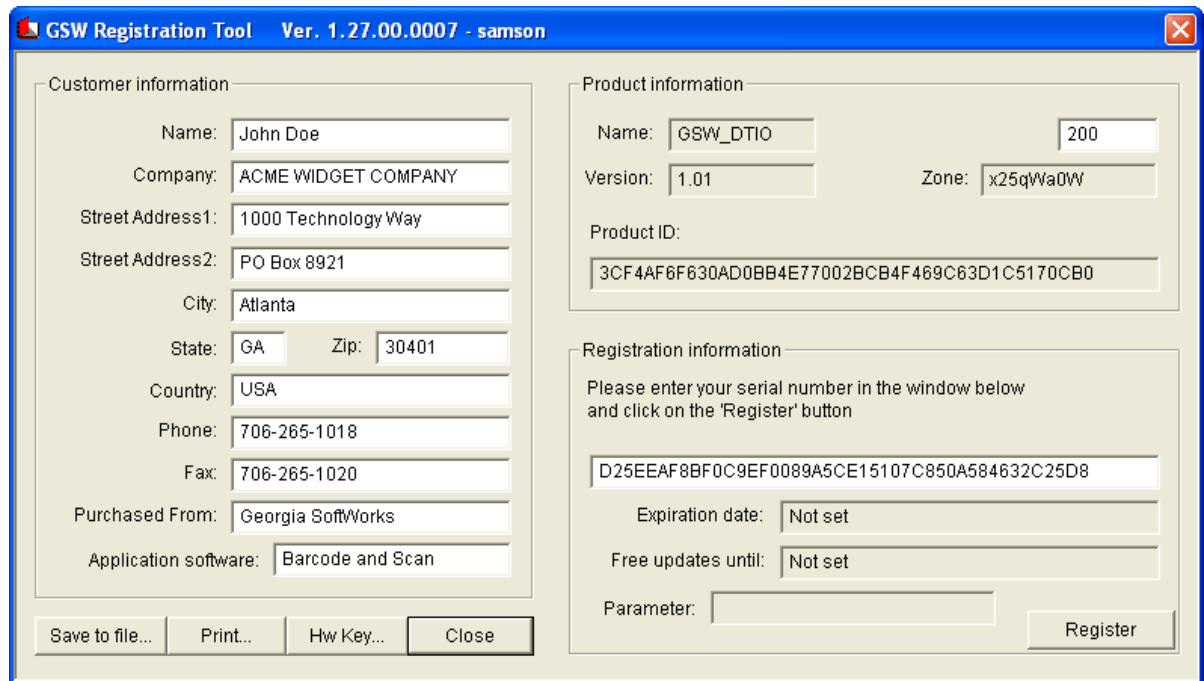 GSW Registration Tool Ver. 1.27.00.0007 - samson
Customer information
Name: John Doe
Company: ACME WIDGET COMPANY
Street Address1: 1000 Technology Way
Street Address2: PO Box 8921
City: Atlanta
State: GA Zip: 30401
Country: USA
Phone: 706-265-1018
Fax: 706-265-1020
Purchased From: Georgia SoftWorks
Application software: Barcode and Scan
Save to file... Print... Hw Key... Close
Product information
Name: GSW_DTIO 200
Version: 1.01 Zone: x25qWa0W
Product ID:
3CF4AF6F630AD0BB4E77002BCB4F469C63D1C5170CB0
Registration information
Please enter your serial number in the window below
and click on the 'Register' button
D25EEAF8BF0C9EF0089A5CE15107C850A584632C25D8
Expiration date: Not set
Free updates until: Not set
Parameter:
Register